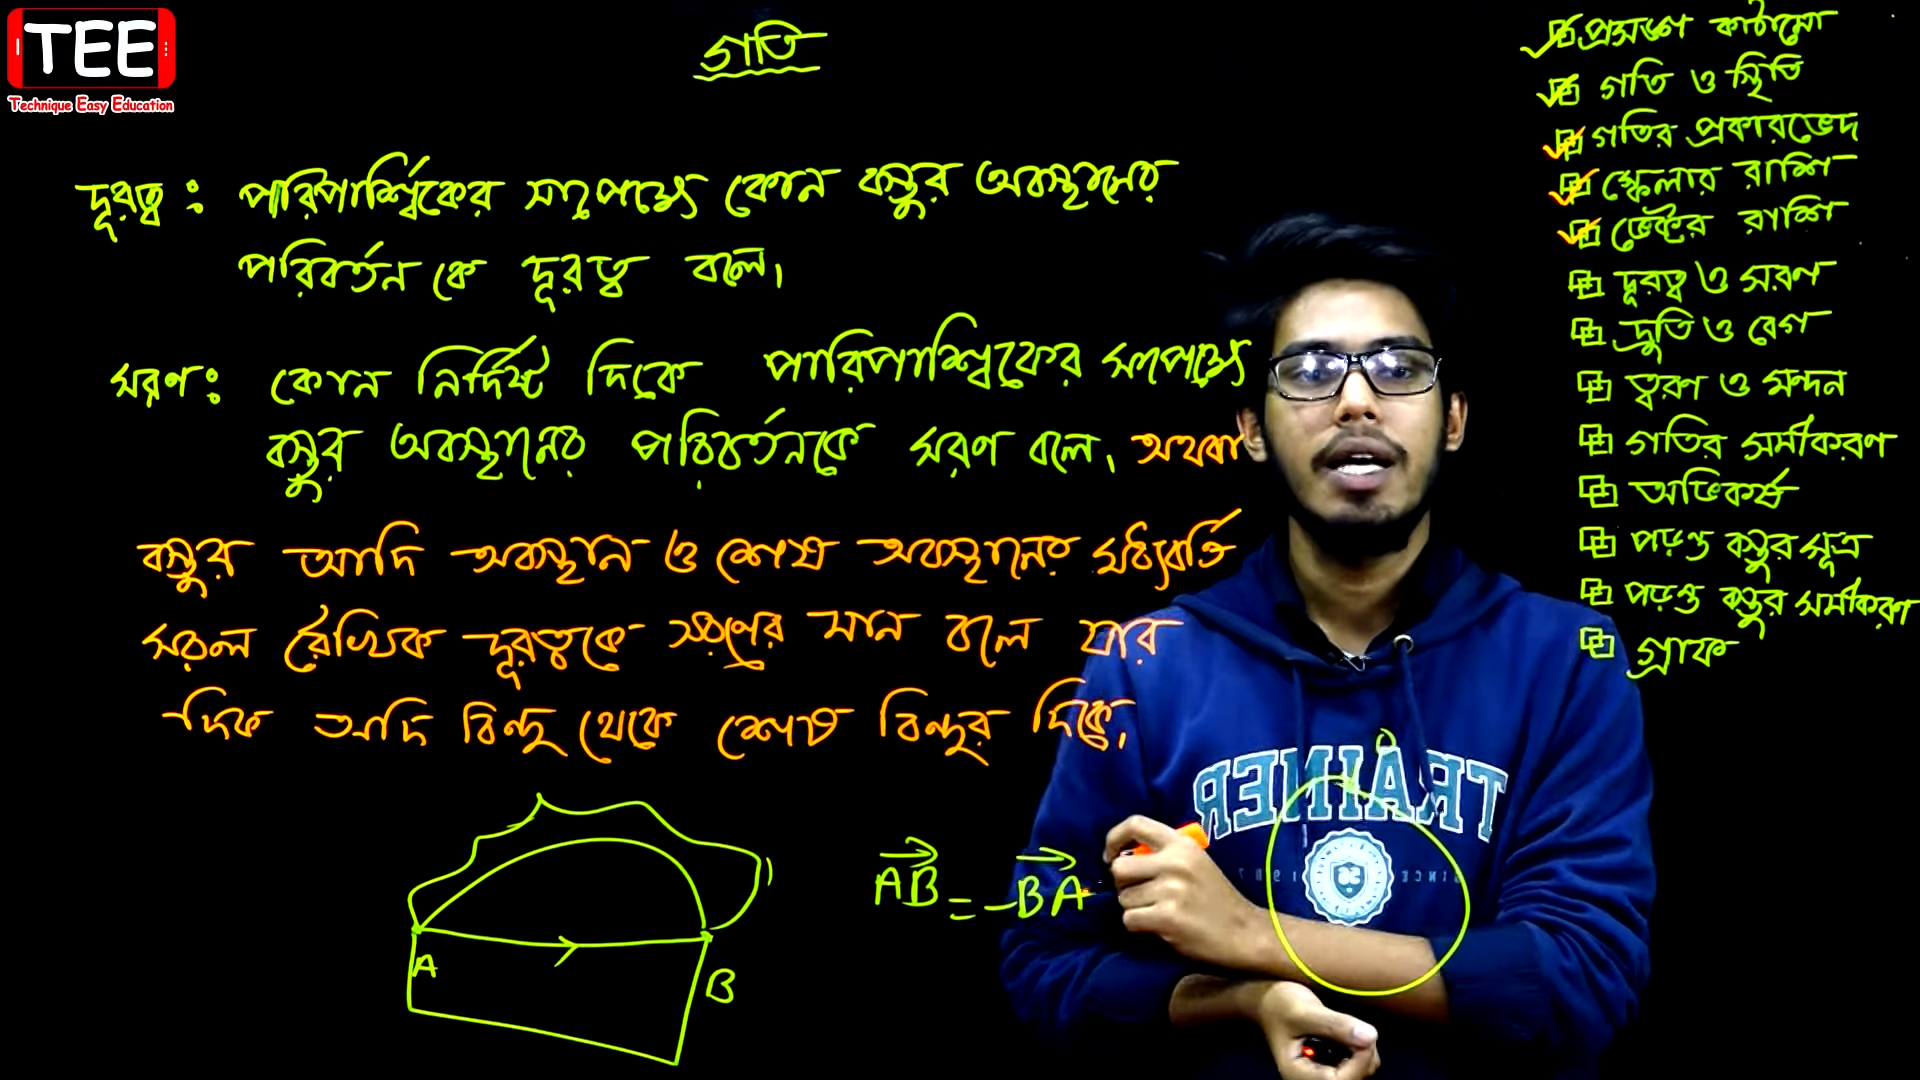 TEE
Technique Easy Education
গতি
দূরত্ব : পারিপার্শ্বিকের সাপেক্ষে কোন বস্তুর অবস্থানের
পরিবর্তন কে দূরত্ব বলে।
সরণ : কোন নির্দিষ্ট দিকে পারিপার্শ্বিকের সাপেক্ষে
বস্তুর অবস্থানের পরিবর্তনকে সরণ বলে। অথবা
বস্তুর আদি অবস্থান ও শেষ অবস্থানের মধ্যবর্তি
সরল রৈখিক দূরত্বকে সরণের মান বলে যার
দিক আদি বিন্দু থেকে শেষ বিন্দুর দিকে।
A
B
AB = -BA
TRAINER
SINCE 1987
প্রসঙ্গ কাঠামো
গতি ও স্থিতি
গতির প্রকারভেদ
স্কেলার রাশি
ভেক্টর রাশি
দূরত্ব ও সরণ
দ্রুতি ও বেগ
ত্বরণ ও মন্দন
গতির সমীকরণ
অভিকর্ষ
পড়ন্ত বস্তুর সূত্র
পড়ন্ত বস্তুর সমীকরণ
গ্রাফ